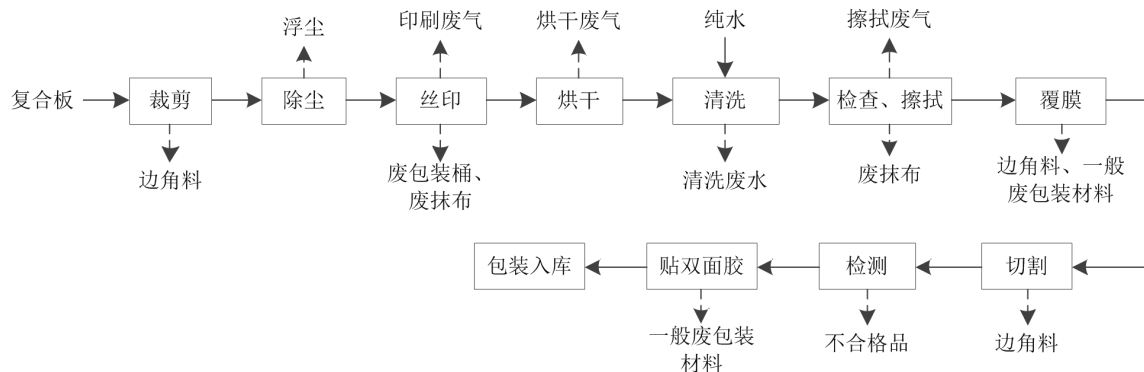 浮尘
印刷废气
烘干废气
纯水
擦拭废气
复合板
裁剪
除尘
丝印
烘干
清洗
检查、擦拭
覆膜
边角料
废包装桶、
废抹布
清洗废水
废抹布
边角料、一般
废包装材料
包装入库
贴双面胶
检测
切割
一般废包装
材料
不合格品
边角料